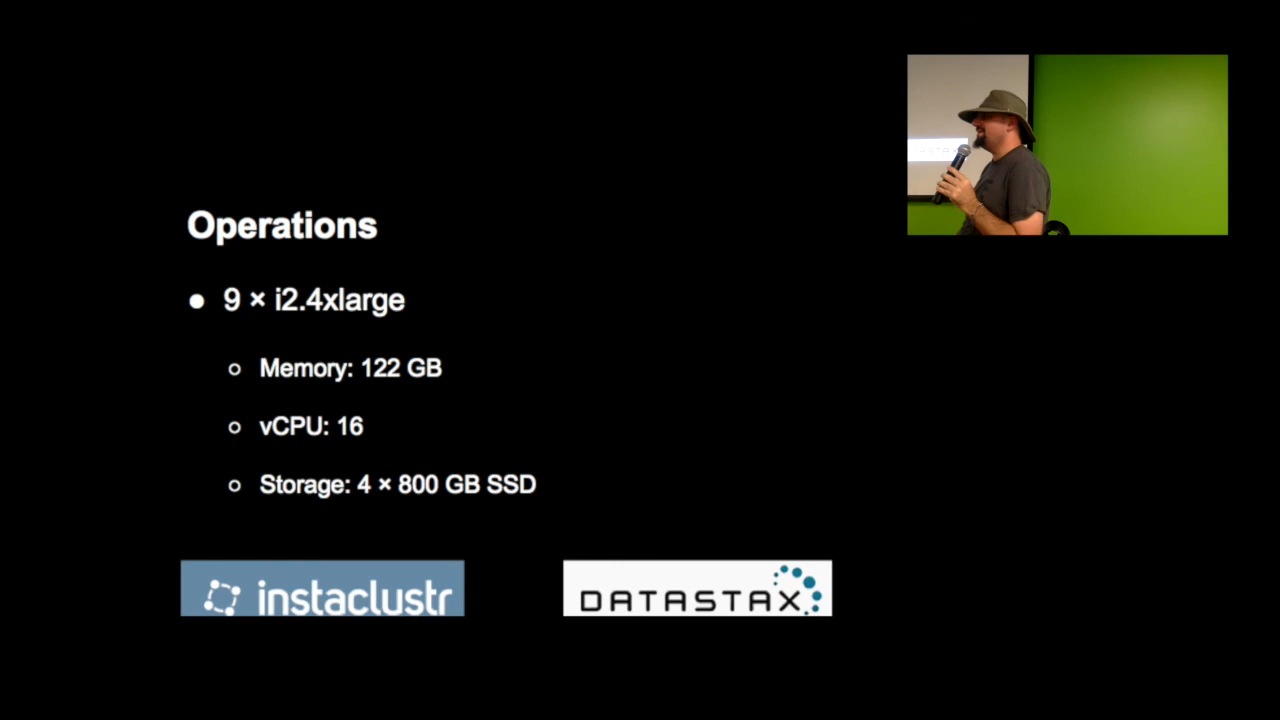 Operations
9 × i2.4xlarge
Memory: 122 GB
vCPU: 16
Storage: 4 × 800 GB SSD
instaclustr
DATASTAX